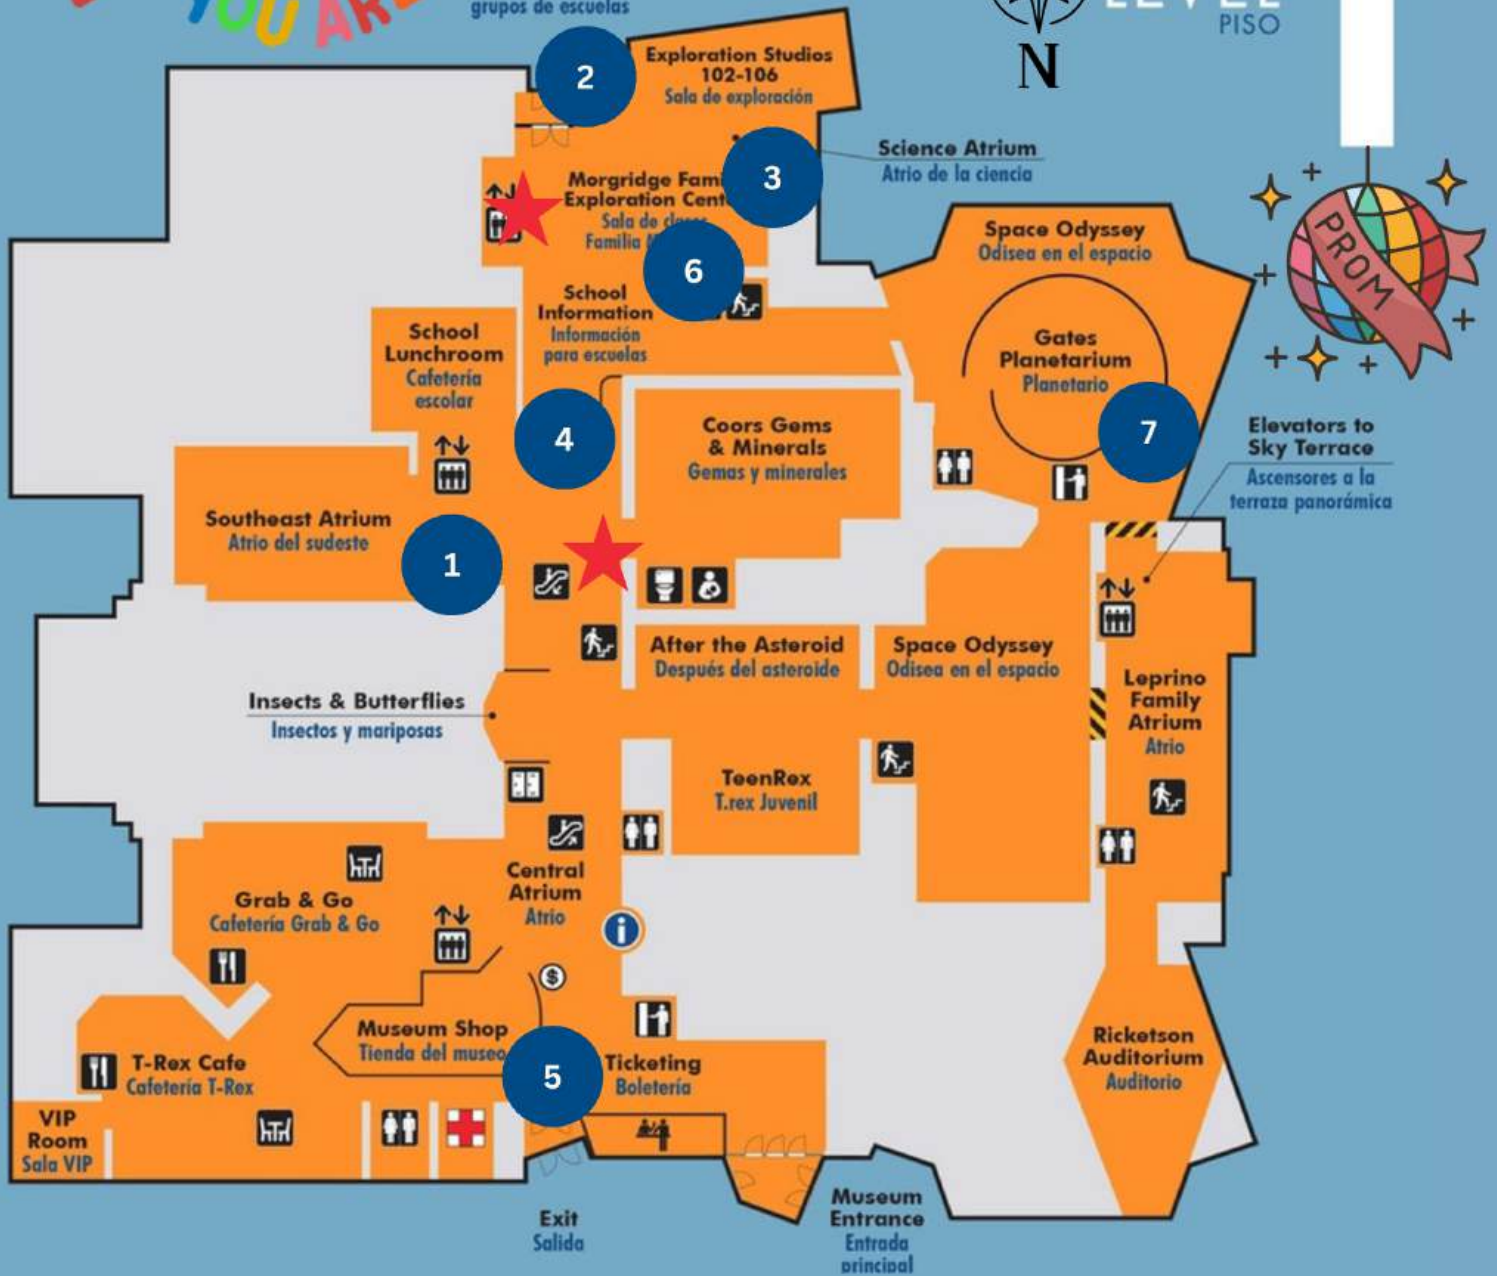 YOU ARE
grupos de escuelas
LEVEL
PISO
N
2
Exploration Studios
102-106
Sala de exploración
Science Atrium
Atrio de la ciencia
3
Morgridge Fami
Exploration Cent
Sala de
Familia
6
School
Information
Información
para escuelas
School
Lunchroom
Cafetería
escolar
Space Odyssey
Odisea en el espacio
Gates
Planetarium
Planetario
7
PROM
Elevators to
Sky Terrace
Ascensores a la
terraza panorámica
4
Coors Gems
& Minerals
Gemas y minerales
Southeast Atrium
Atrio del sudeste
1
After the Asteroid
Después del asteroide
Space Odyssey
Odisea en el espacio
Leprino
Family
Atrium
Atrio
Insects & Butterflies
Insectos y mariposas
TeenRex
T.rex Juvenil
Central
Atrium
Atrio
i
$
Grab & Go
Cafetería Grab & Go
Museum Shop
Tienda del museo
5
Ticketing
Boletería
T-Rex Cafe
Cafetería T-Rex
VIP
Room
Sala VIP
Ricketson
Auditorium
Auditorio
Exit
Salida
Museum
Entrance
Entrada
principal